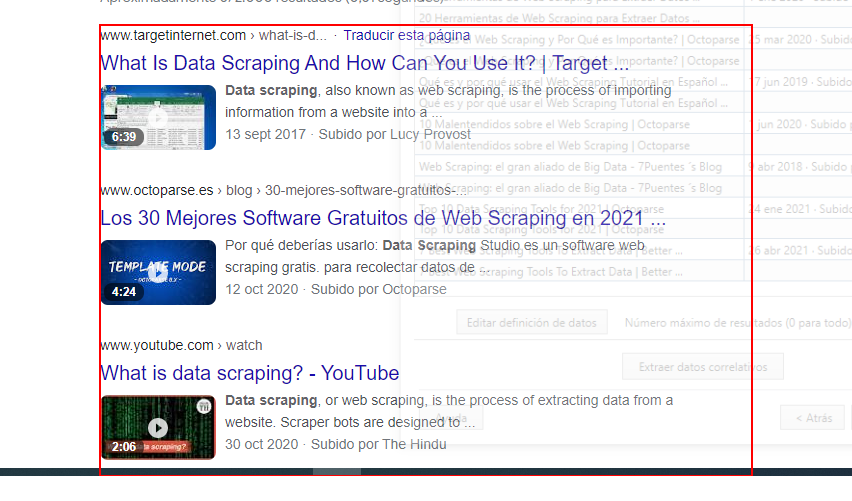 20 Herramientas de Web Scraping para Extraer Datos ...
www.targetinternet.com › what-is-d... · Traducir esta página
What Is Data Scraping And How Can You Use It? | Target ...
Data scraping, also known as web scraping, is the process of importing
information from a website into a ...
13 sept 2017 · Subido por Lucy Provost
6:39
www.octoparse.es › blog › 30-mejores-software-gratuitos-...
Los 30 Mejores Software Gratuitos de Web Scraping en 2021 ...
Por qué deberías usarlo: Data Scraping Studio es un software web
scraping gratis. para recolectar datos de ...
12 oct 2020 · Subido por Octoparse
TEMPLATE MODE
4:24
www.youtube.com › watch
What is data scraping? - YouTube
Data scraping, or web scraping, is the process of extracting data from a
website. Scraper bots are designed to ...
30 oct 2020 · Subido por The Hindu
2:06
es el Web Scraping y Por Qué es Importante? | Octoparse
25 mar 2020 · Subido
Qué es y por qué usar el Web Scraping Tutorial en Español ...
17 jun 2019 · Subido
Qué es y por qué usar el Web Scraping Tutorial en Español ...
10 Malentendidos sobre el Web Scraping | Octoparse
jun 2020 · Subido
10 Malentendidos sobre el Web Scraping | Octoparse
Web Scraping: el gran aliado de Big Data - 7Puentes ´s Blog
abr 2018 · Subido
Web Scraping: el gran aliado de Big Data - 7Puentes ´s Blog
Top 10 Data Scraping Tools for 2021 | Octoparse
24 ene 2021 · Subido
Top 10 Data Scraping Tools for 2021 | Octoparse
7 Best Web Scraping Tools To Extract Data | Better ...
26 abr 2021 · Subido
7 Best Web Scraping Tools To Extract Data | Better ...
Editar definición de datos
Número máximo de resultados (0 para todo)
Extraer datos correlativos
Ayuda
< Atrás